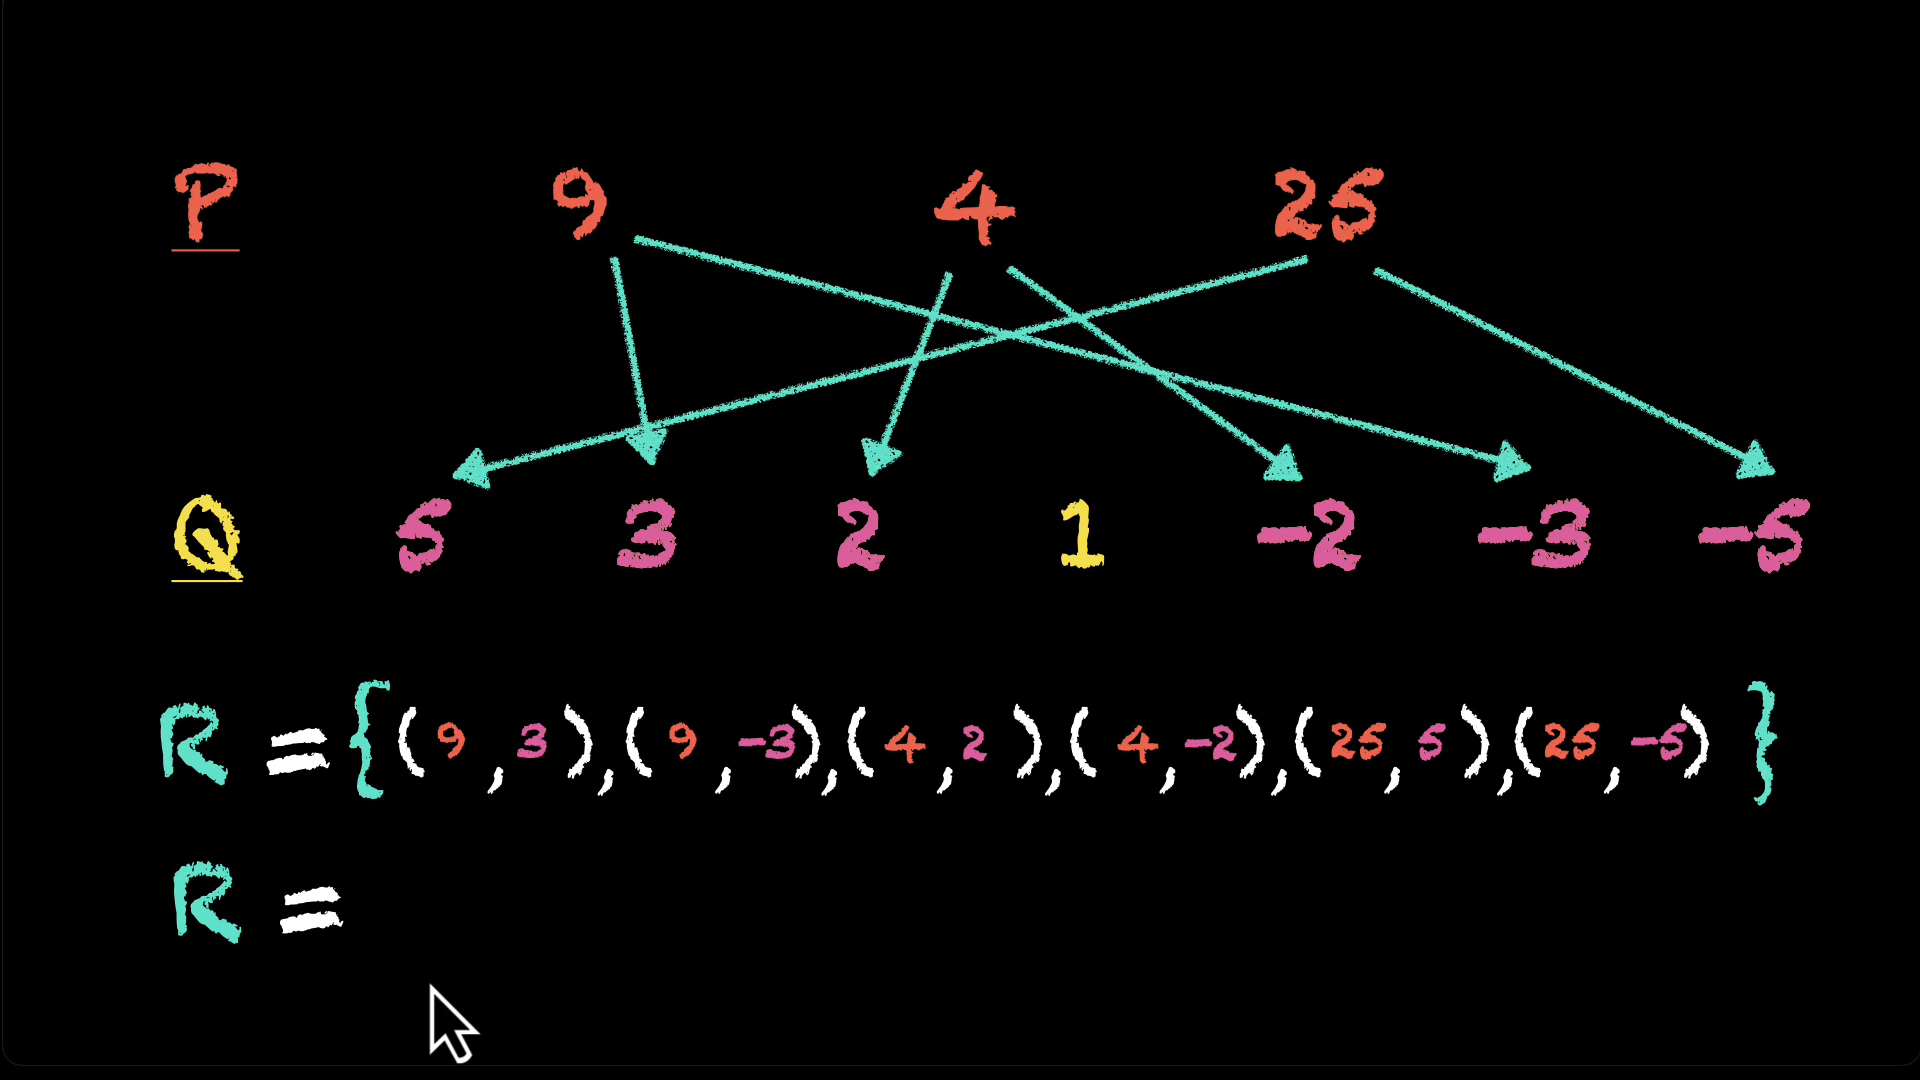 P 9 4 25
Q 5 3 2 1 -2 -3 -5
R = {(9, 3), (9, -3), (4, 2), (4, -2), (25, 5), (25, -5)}
R =